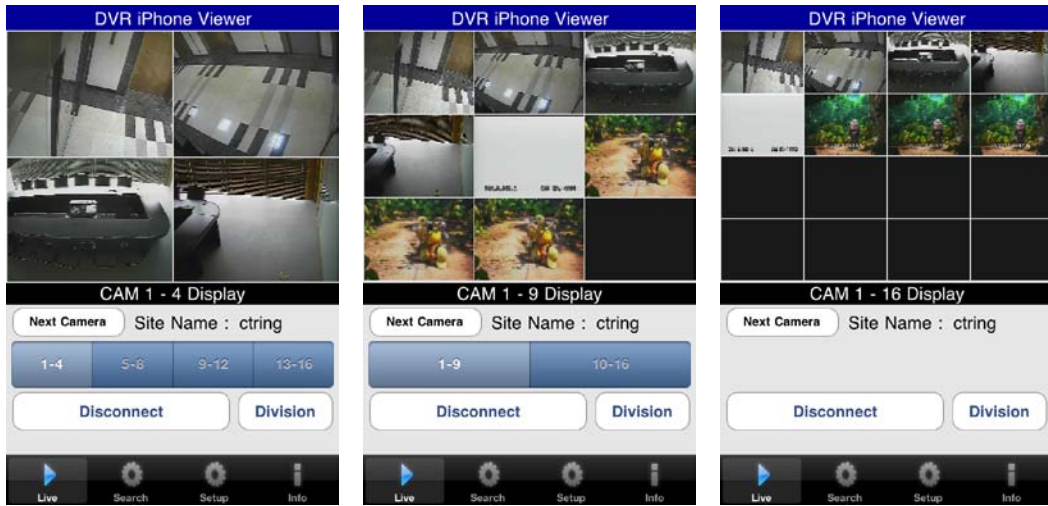 DVR iPhone Viewer
CAM 1 - 4 Display
Next Camera Site Name : ctring
1-4 5-8 9-12 13-16
Disconnect Division
Live Search Setup Info
DVR iPhone Viewer
CAM 1 - 9 Display
Next Camera Site Name : ctring
1-9 10-16
Disconnect Division
Live Search Setup Info
DVR iPhone Viewer
CAM 1 - 16 Display
Next Camera Site Name : ctring
Disconnect Division
Live Search Setup Info